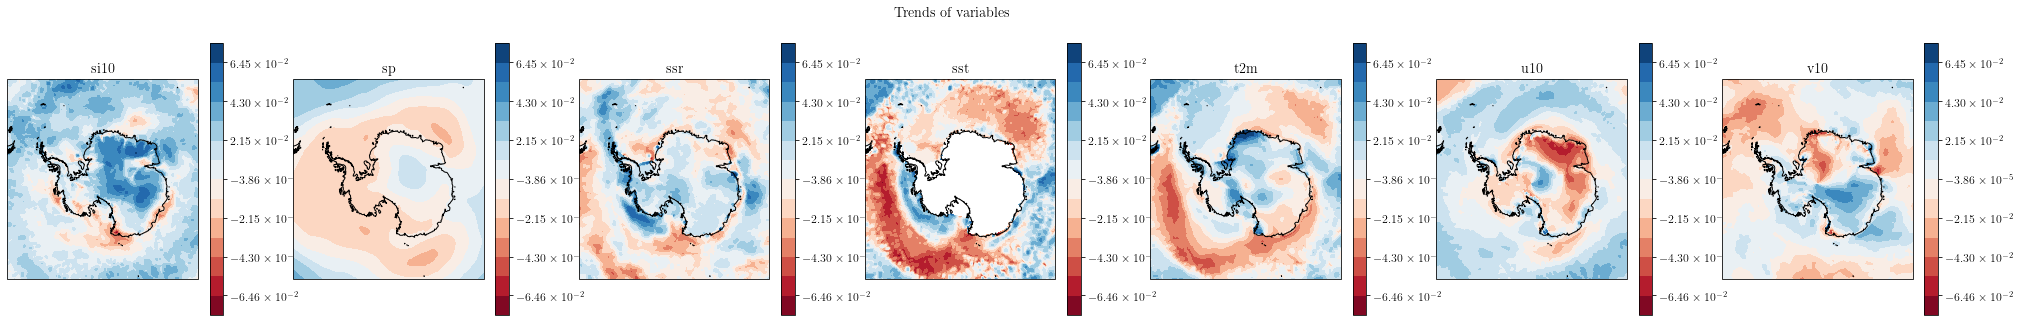 Trends of variables
si10 sp ssr sst t2m u10 v10
6.45 × 10⁻² 6.45 × 10⁻² 6.45 × 10⁻² 6.45 × 10⁻² 6.45 × 10⁻² 6.45 × 10⁻² 6.45 × 10⁻²
4.30 × 10⁻² 4.30 × 10⁻² 4.30 × 10⁻² 4.30 × 10⁻² 4.30 × 10⁻² 4.30 × 10⁻² 4.30 × 10⁻²
2.15 × 10⁻² 2.15 × 10⁻² 2.15 × 10⁻² 2.15 × 10⁻² 2.15 × 10⁻² 2.15 × 10⁻² 2.15 × 10⁻²
−3.86 × 10⁻ −3.86 × 10⁻ −3.86 × 10⁻ −3.86 × 10⁻ −3.86 × 10⁻ −3.86 × 10⁻ −3.86 × 10⁻⁵
−2.15 × 10⁻ −2.15 × 10⁻ −2.15 × 10⁻ −2.15 × 10⁻ −2.15 × 10⁻ −2.15 × 10⁻ −2.15 × 10⁻²
−4.30 × 10⁻ −4.30 × 10⁻ −4.30 × 10⁻ −4.30 × 10⁻ −4.30 × 10⁻ −4.30 × 10⁻ −4.30 × 10⁻²
−6.46 × 10⁻² −6.46 × 10⁻² −6.46 × 10⁻² −6.46 × 10⁻² −6.46 × 10⁻² −6.46 × 10⁻² −6.46 × 10⁻²